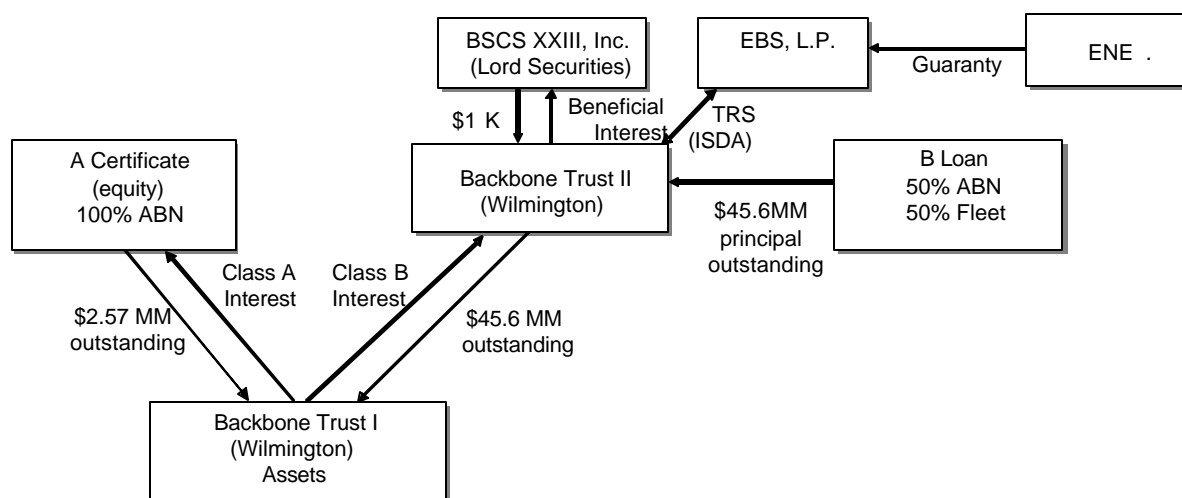 BSCS XXIII, Inc.
(Lord Securities)
EBS, L.P.
ENE .
Guaranty
$1 K
Beneficial
Interest
TRS
(ISDA)
A Certificate
(equity)
100% ABN
Backbone Trust II
(Wilmington)
B Loan
50% ABN
50% Fleet
$45.6MM
principal
outstanding
Class A
Interest
Class B
Interest
$2.57 MM
outstanding
$45.6 MM
outstanding
Backbone Trust I
(Wilmington)
Assets